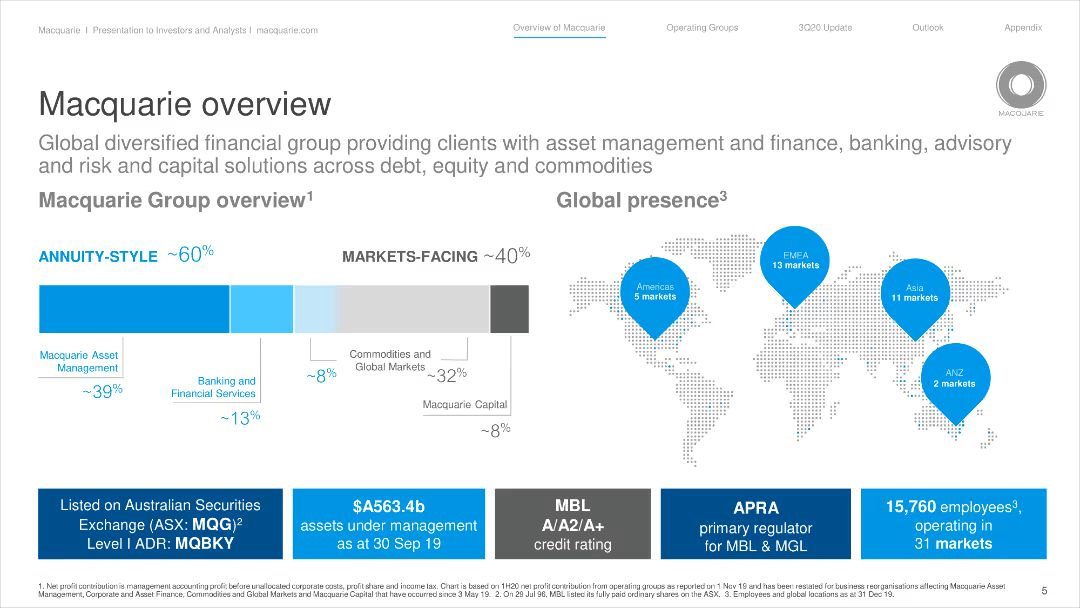 Macquarie | Presentation to Investors and Analysts | macquarie.com
Overview of Macquarie
Operating Groups
3Q20 Update
Outlook
Appendix
MACQUARIE
Macquarie overview
Global diversified financial group providing clients with asset management and finance, banking, advisory
and risk and capital solutions across debt, equity and commodities
Macquarie Group overview1
ANNUITY-STYLE ~60%
MARKETS-FACING ~40%
Macquarie Asset
Management
~39%
Banking and
Financial Services
~13%
~8%
Commodities and
Global Markets
~32%
Macquarie Capital
~8%
Global presence3
Americas
5 markets
EMEA
13 markets
Asia
11 markets
ANZ
2 markets
Listed on Australian Securities
Exchange (ASX: MQG)2
Level I ADR: MQBKY
$A563.4b
assets under management
as at 30 Sep 19
MBL
A/A2/A+
credit rating
APRA
primary regulator
for MBL & MGL
15,760 employees3,
operating in
31 markets
1. Net profit contribution is management accounting profit before unallocated corporate costs, profit share and income tax. Chart is based on 1H20 net profit contribution from operating groups as reported on 1 Nov 19 and has been restated for business reorganisations affecting Macquarie Asset
Management, Corporate and Asset Finance, Commodities and Global Markets and Macquarie Capital that have occurred since 3 May 19. 2. On 29 Jul 96, MBL listed its fully paid ordinary shares on the ASX. 3. Employees and global locations as at 31 Dec 19.
5